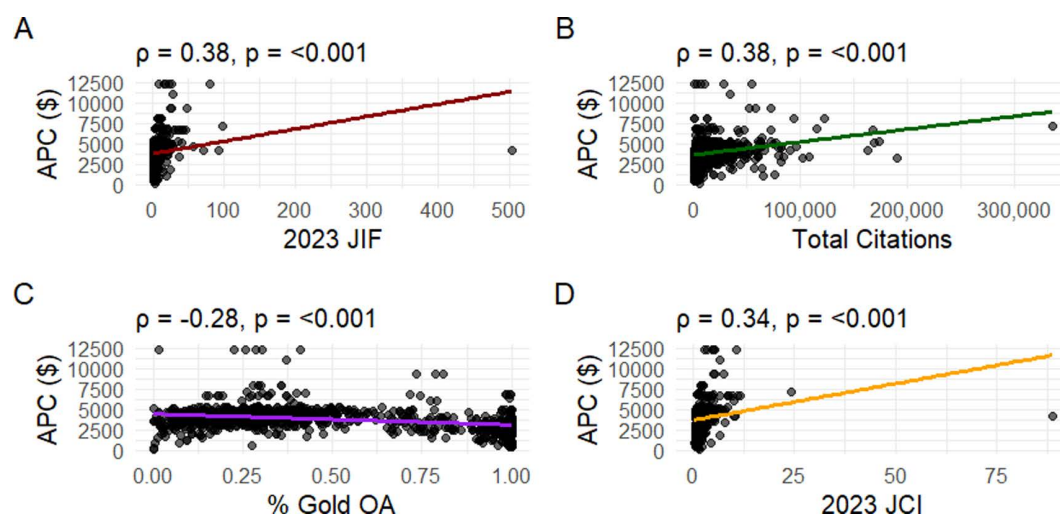 A
ρ = 0.38, p = <0.001
APC ($)
12500
10000
7500
5000
2500
0
0 100 200 300 400 500
2023 JIF
B
ρ = 0.38, p = <0.001
APC ($)
12500
10000
7500
5000
2500
0
0 100,000 200,000 300,000
Total Citations
C
ρ = -0.28, p = <0.001
APC ($)
12500
10000
7500
5000
2500
0
0.00 0.25 0.50 0.75 1.00
% Gold OA
D
ρ = 0.34, p = <0.001
APC ($)
12500
10000
7500
5000
2500
0
0 25 50 75
2023 JCI